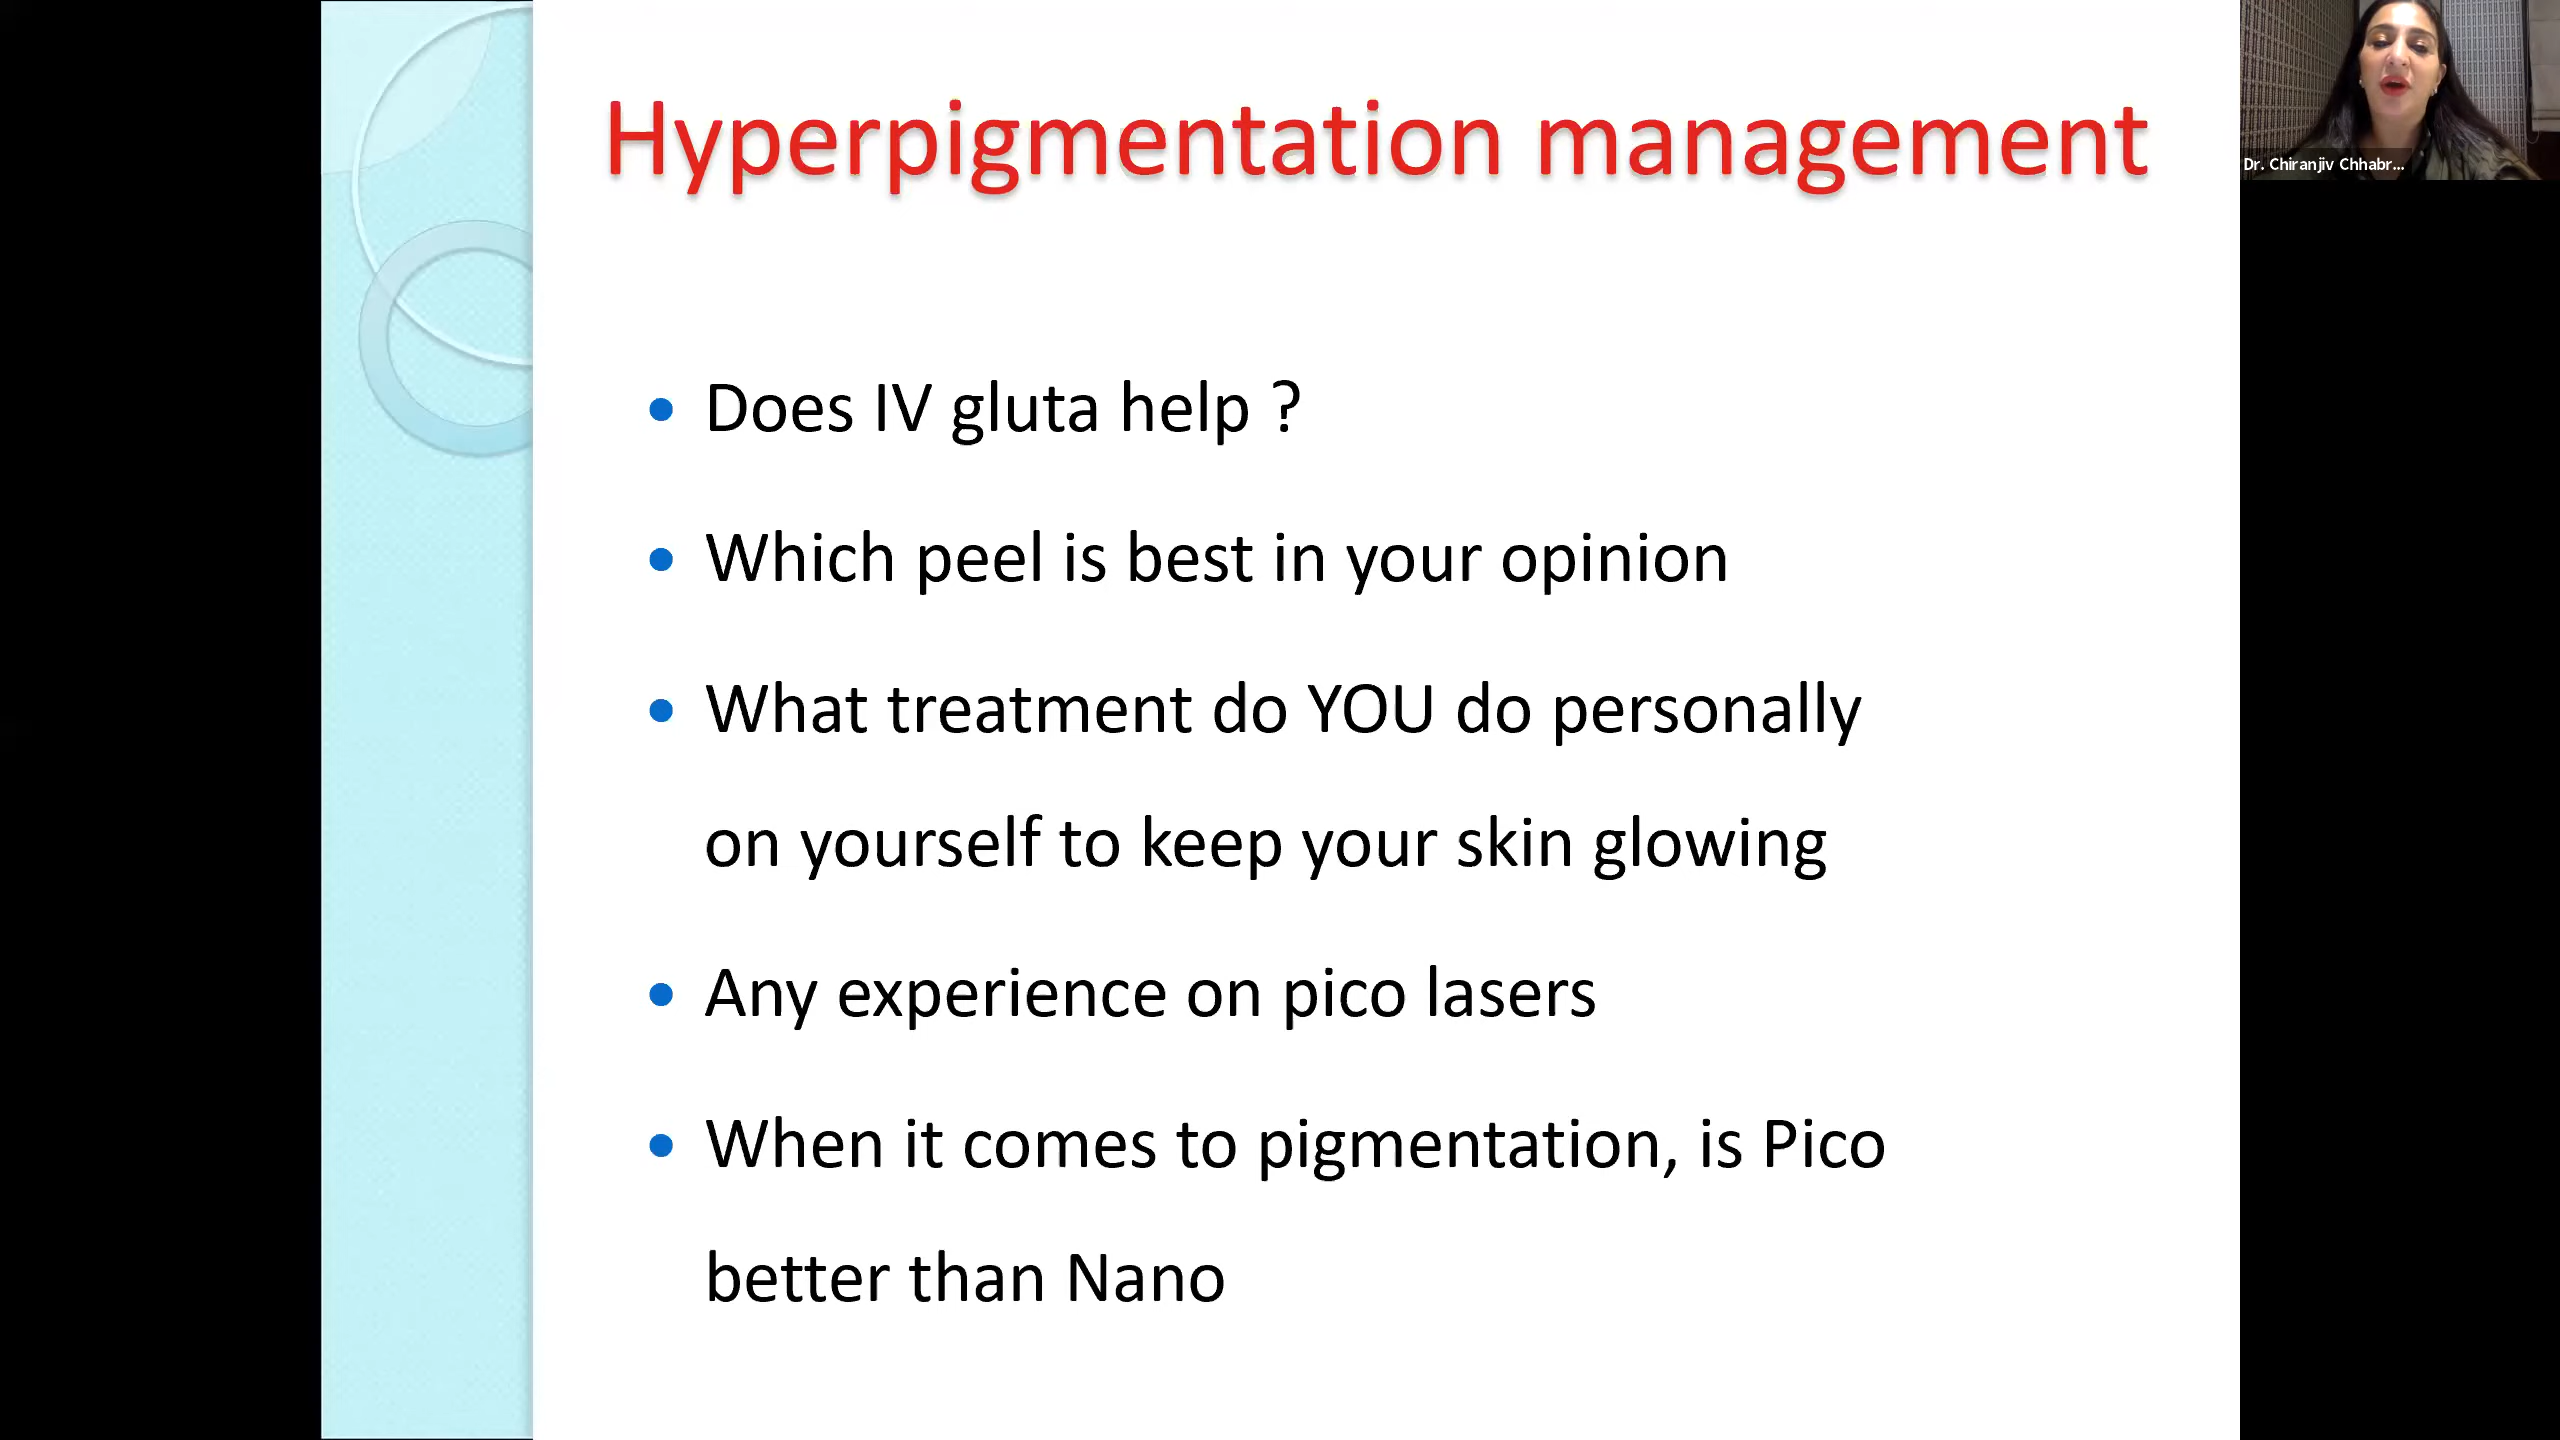 Hyperpigmentation management
Dr. Chiranjiv Chhabr...
• Does IV gluta help ?
• Which peel is best in your opinion
• What treatment do YOU do personally
on yourself to keep your skin glowing
• Any experience on pico lasers
• When it comes to pigmentation, is Pico
better than Nano